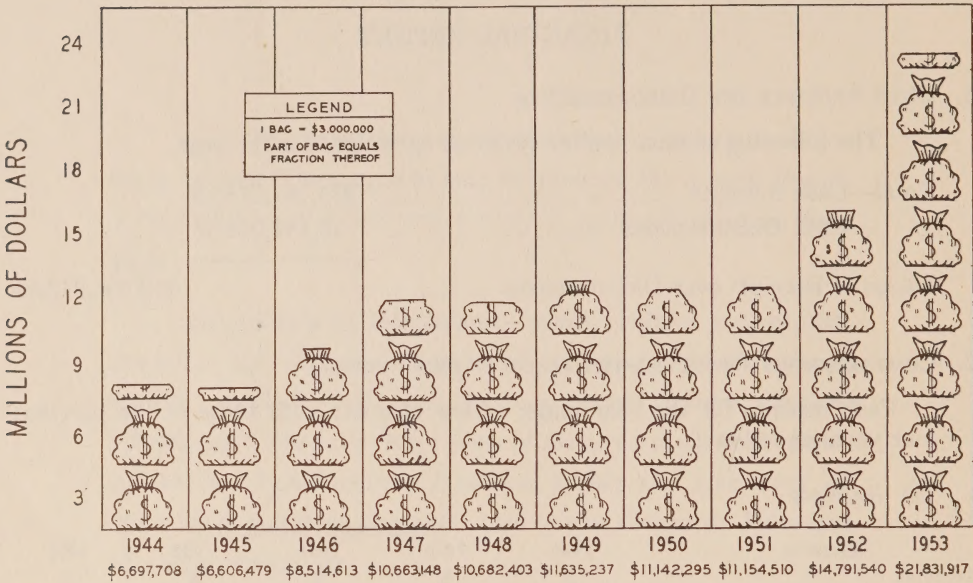 MILLIONS OF DOLLARS
24
21
18
15
12
9
6
3
LEGEND
1 BAG = $3.000,000
PART OF BAG EQUALS
FRACTION THEREOF
1944 1945 1946 1947 1948 1949 1950 1951 1952 1953
$6,697,708 $6,606,479 $8,514,613 $10,663,148 $10,682,403 $11,635,237 $11,142,295 $11,154,510 $14,791,540 $21,831,917